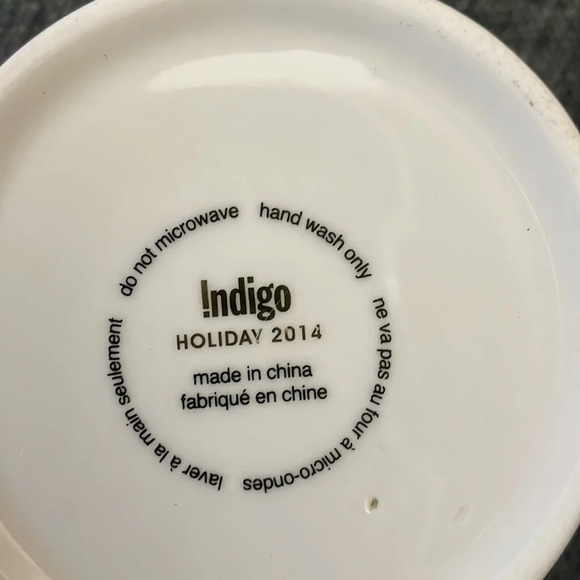 do not microwave
hand wash only
ne va pas au four à micro-ondes
laver à la main seulement
!ndigo
HOLIDAY 2014
made in china
fabriqué en chine